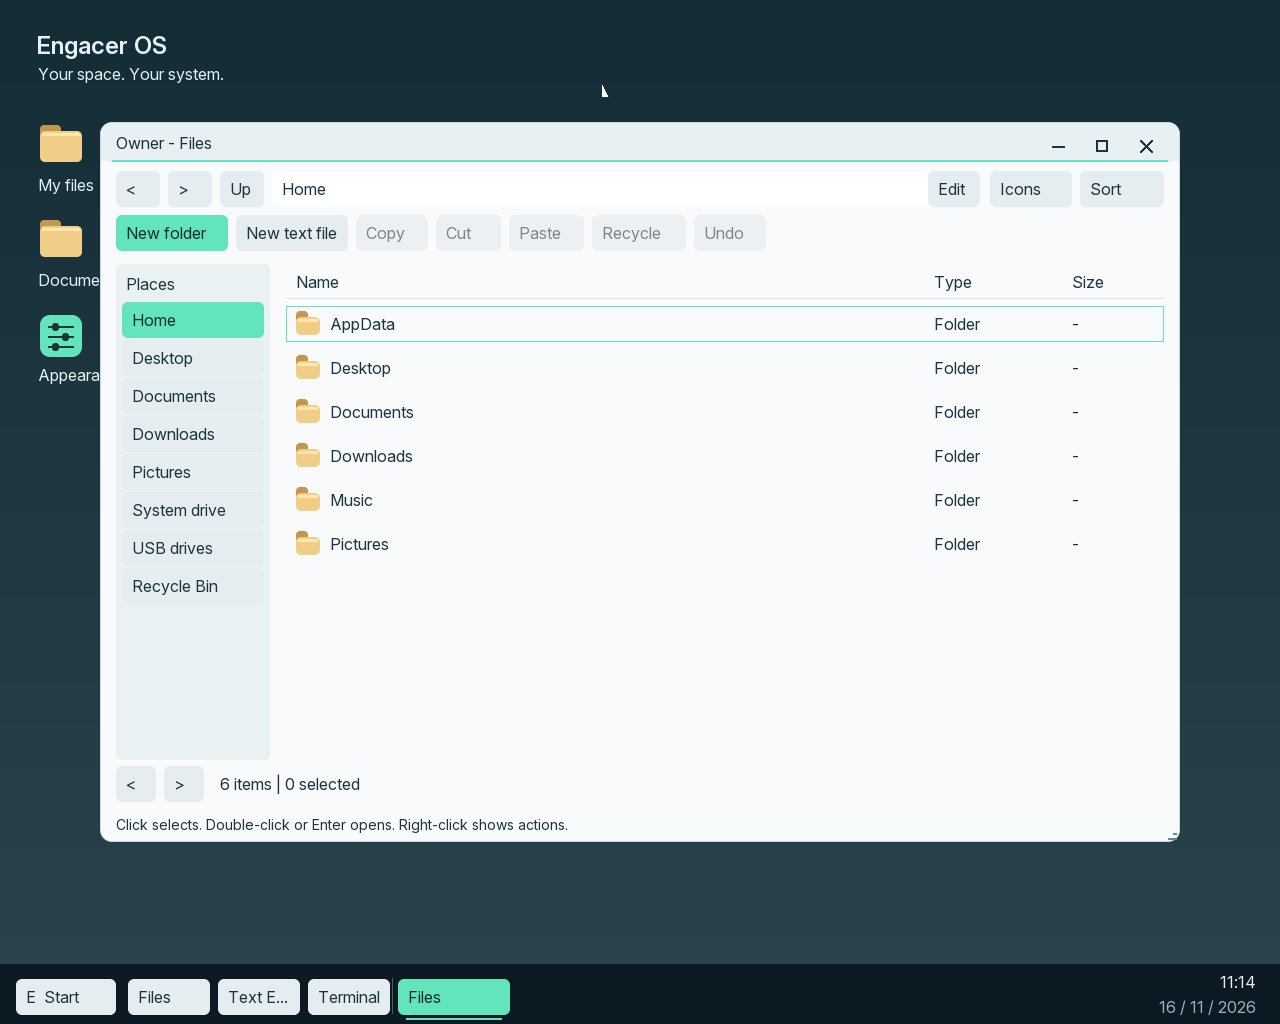 Engacer OS
Your space. Your system.
My files
Docume
Appeara
Owner - Files
< > Up Home Edit Icons Sort
New folder New text file Copy Cut Paste Recycle Undo
Places
Home
Desktop
Documents
Downloads
Pictures
System drive
USB drives
Recycle Bin
Name Type Size
AppData Folder -
Desktop Folder -
Documents Folder -
Downloads Folder -
Music Folder -
Pictures Folder -
< > 6 items | 0 selected
Click selects. Double-click or Enter opens. Right-click shows actions.
E Start Files Text E... Terminal Files
11:14
16 / 11 / 2026